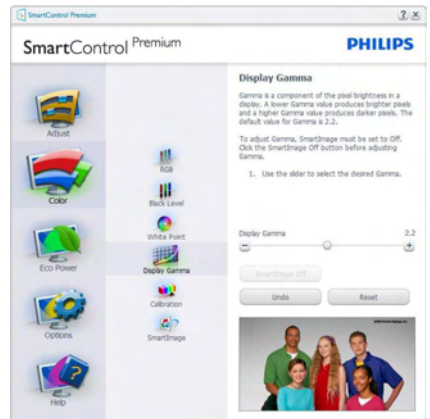 SmartControl Premium
SmartControl Premium
PHILIPS
Adjust
Color
Eco Power
Options
Help
RGB
Black Level
White Point
Display Gamma
Calibration
SmartImage
Display Gamma
Gamma is a component of the pixel brightness in a
display. A lower Gamma value produces brighter pixels
and a higher Gamma value produces darker pixels. The
default value for Gamma is 2.2.
To adjust Gamma, SmartImage must be set to Off.
Click the SmartImage Off button before adjusting
Gamma.
1. Use the slider to select the desired Gamma.
Display Gamma 2.2
SmartImage Off
Undo Reset